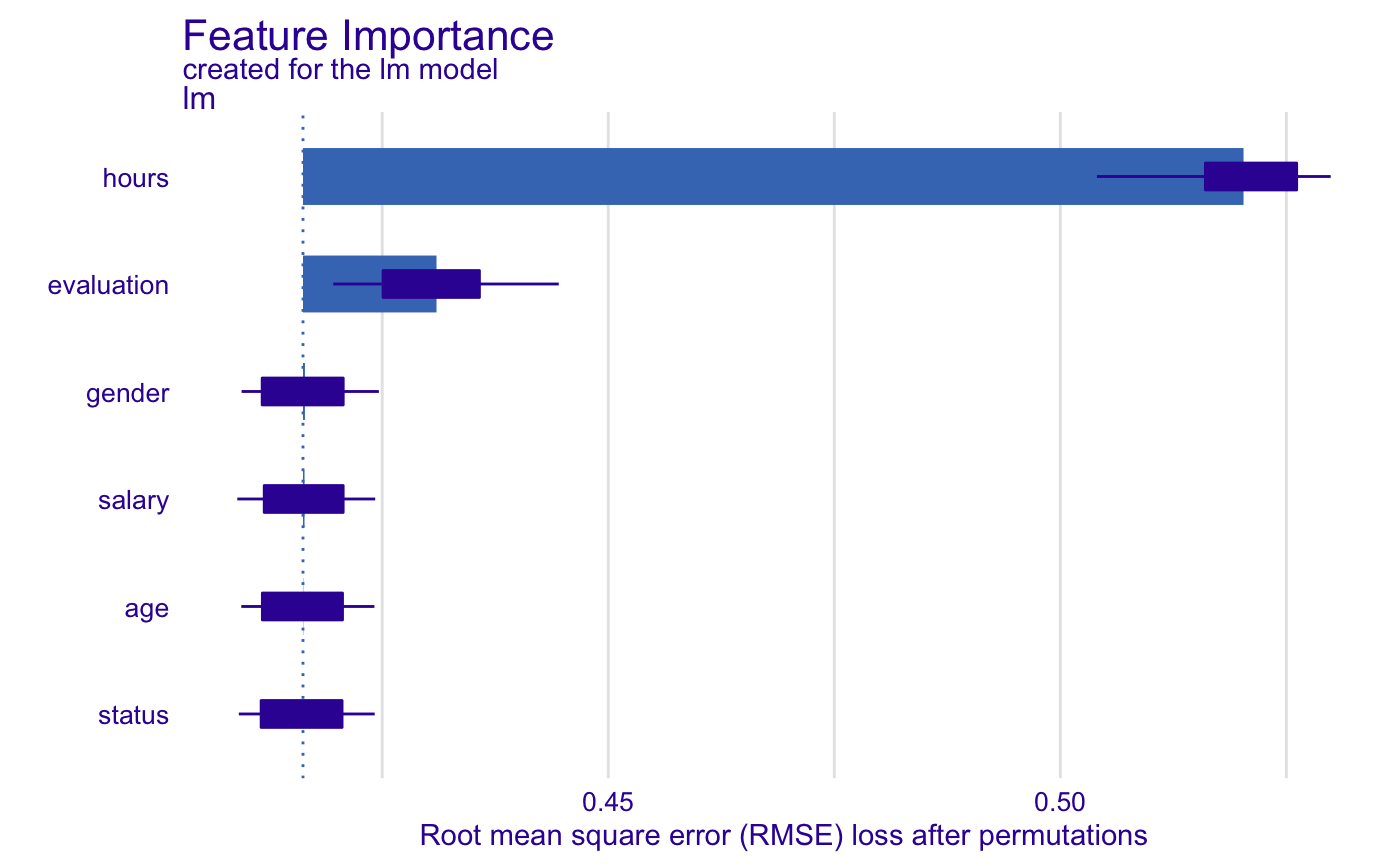 Feature Importance
created for the lm model
lm
hours
evaluation
gender
salary
age
status
0.45 0.50
Root mean square error (RMSE) loss after permutations